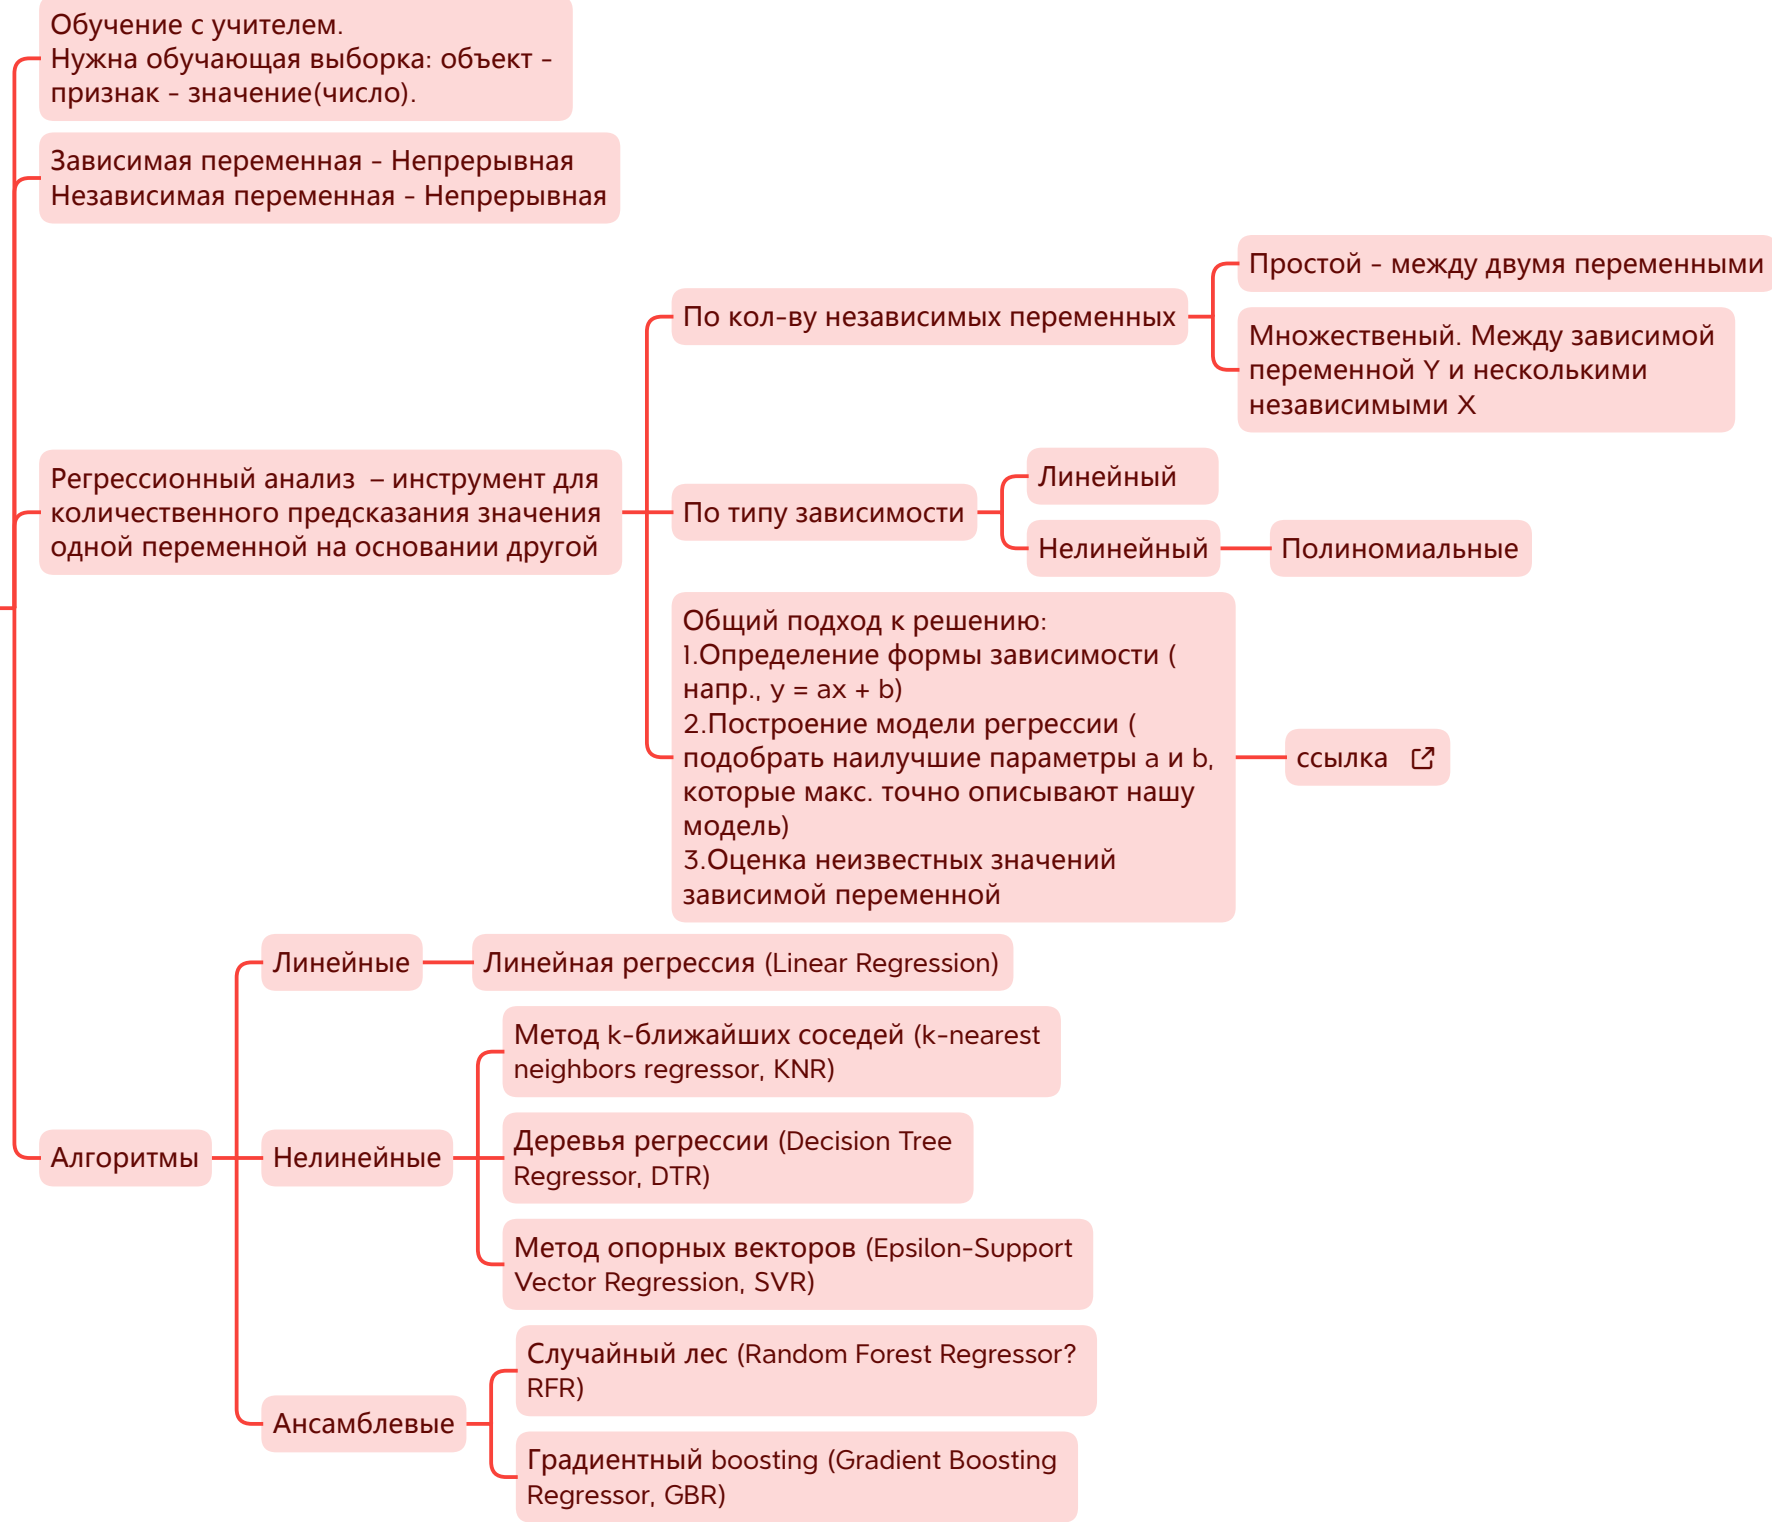 Обучение с учителем.
Нужна обучающая выборка: объект -
признак - значение(число).
Зависимая переменная - Непрерывная
Независимая переменная - Непрерывная
Регрессионный анализ – инструмент для
количественного предсказания значения
одной переменной на основании другой
По кол-ву независимых переменных
Простой - между двумя переменными
Множественый. Между зависимой
переменной Y и несколькими
независимыми X
По типу зависимости
Линейный
Нелинейный
Полиномиальные
Общий подход к решению:
1.Определение формы зависимости (
напр., y = ax + b)
2.Построение модели регрессии (
подобрать наилучшие параметры a и b,
которые макс. точно описывают нашу
модель)
3.Оценка неизвестных значений
зависимой переменной
ссылка
Алгоритмы
Линейные
Линейная регрессия (Linear Regression)
Нелинейные
Метод k-ближайших соседей (k-nearest
neighbors regressor, KNR)
Деревья регрессии (Decision Tree
Regressor, DTR)
Метод опорных векторов (Epsilon-Support
Vector Regression, SVR)
Ансамблевые
Случайный лес (Random Forest Regressor?
RFR)
Градиентный boosting (Gradient Boosting
Regressor, GBR)